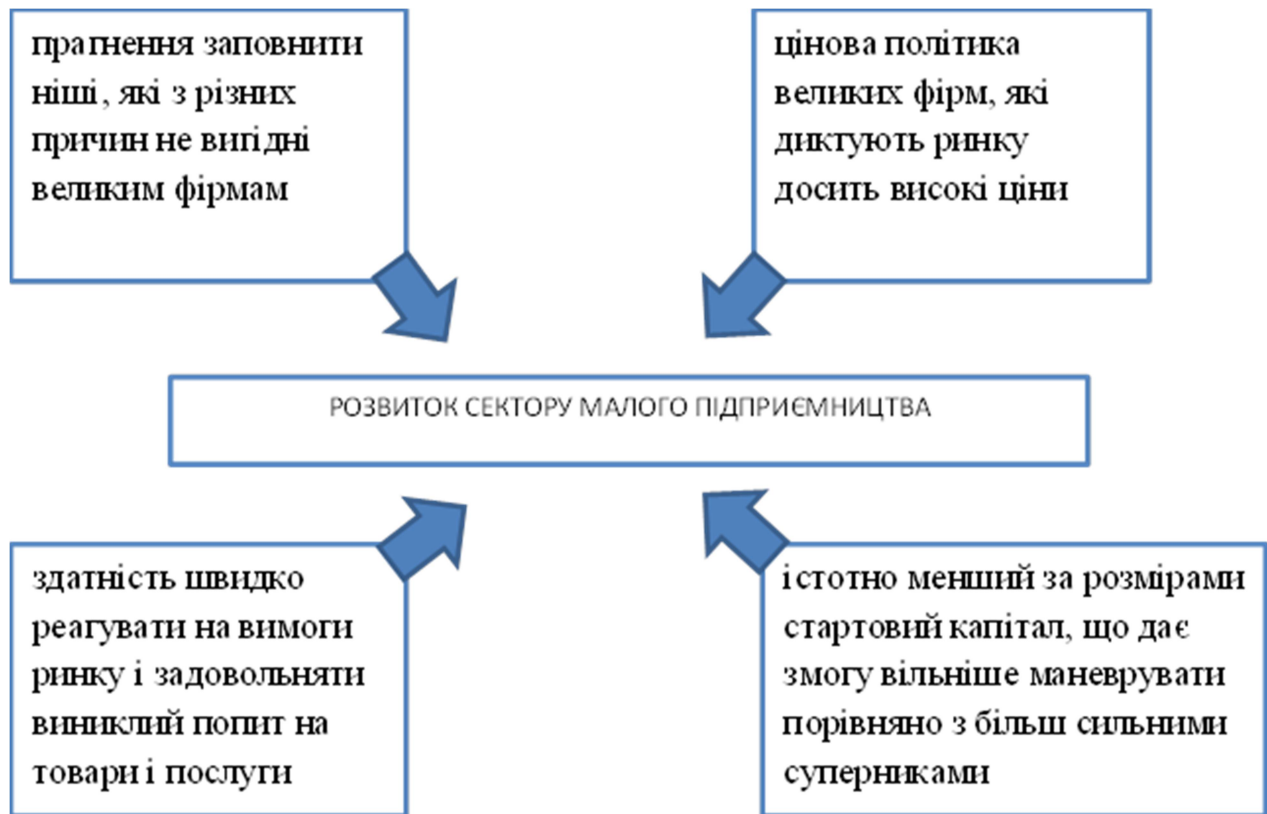 прагнення заповнити
ніші, які з різних
причин не вигідні
великим фірмам
цінова політика
великих фірм, які
диктують ринку
досить високі ціни
РОЗВИТОК СЕКТОРУ МАЛОГО ПІДПРИЄМНИЦТВА
здатність швидко
реагувати на вимоги
ринку і задовольняти
виниклий попит на
товари і послуги
істотно менший за розмірами
стартовий капітал, що дає
змогу вільніше маневрувати
порівняно з більш сильними
суперниками